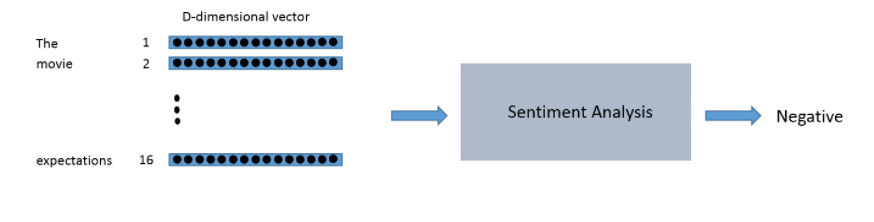 D-dimensional vector
The 1
movie 2
expectations 16
Sentiment Analysis
Negative